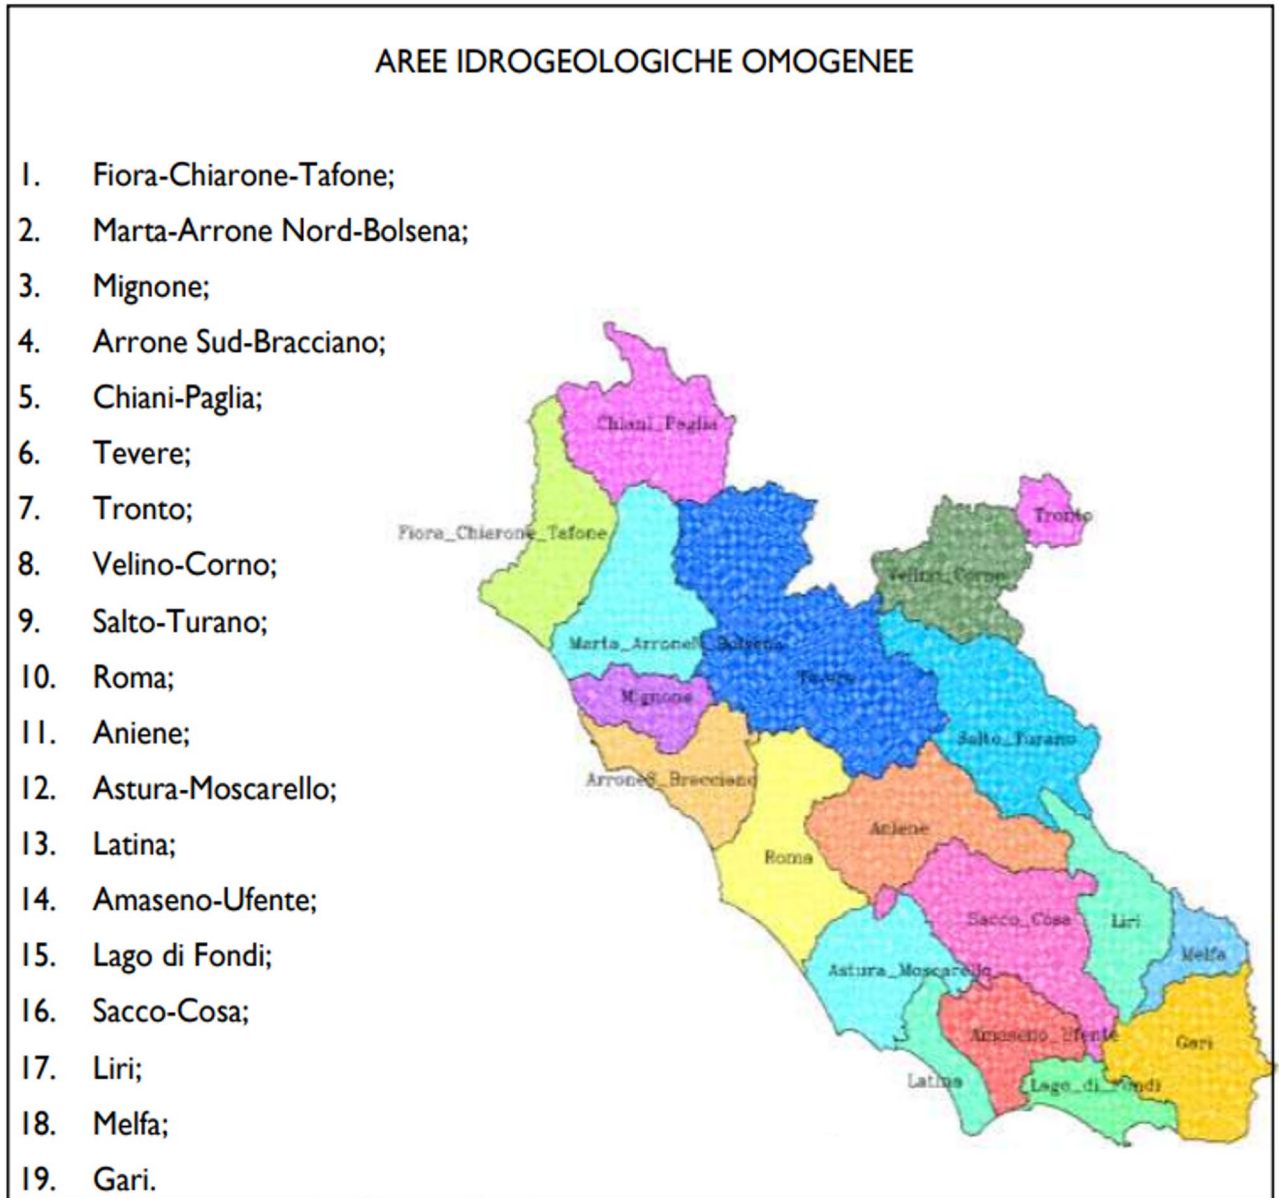 AREE IDROGEOLOGICHE OMOGENEE
1. Fiora-Chiarone-Tafone;
2. Marta-Arrone Nord-Bolsena;
3. Mignone;
4. Arrone Sud-Bracciano;
5. Chiani-Paglia;
6. Tevere;
7. Tronto;
8. Velino-Corno;
9. Salto-Turano;
10. Roma;
11. Aniene;
12. Astura-Moscarello;
13. Latina;
14. Amaseno-Ufente;
15. Lago di Fondi;
16. Sacco-Cosa;
17. Liri;
18. Melfa;
19. Gari.
Chiani_Paglia
Tronto
Fiora_Chiarone_Tafone
Velino_Corno
Marta_ArroneN_Bolsena
Tevere
Mignone
Salto_Turano
ArroneS_Bracciano
Aniene
Roma
Sacco_Cosa
Liri
Melfa
Astura_Moscarello
Amaseno_Ufente
Gari
Latina
Lago_di_Fondi